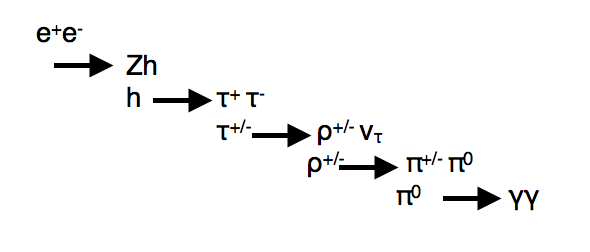 e⁺e⁻
Zh
h τ⁺ τ⁻
τ⁺/⁻ ρ⁺/⁻ ντ
ρ⁺/⁻ π⁺/⁻ π⁰
π⁰ γγ